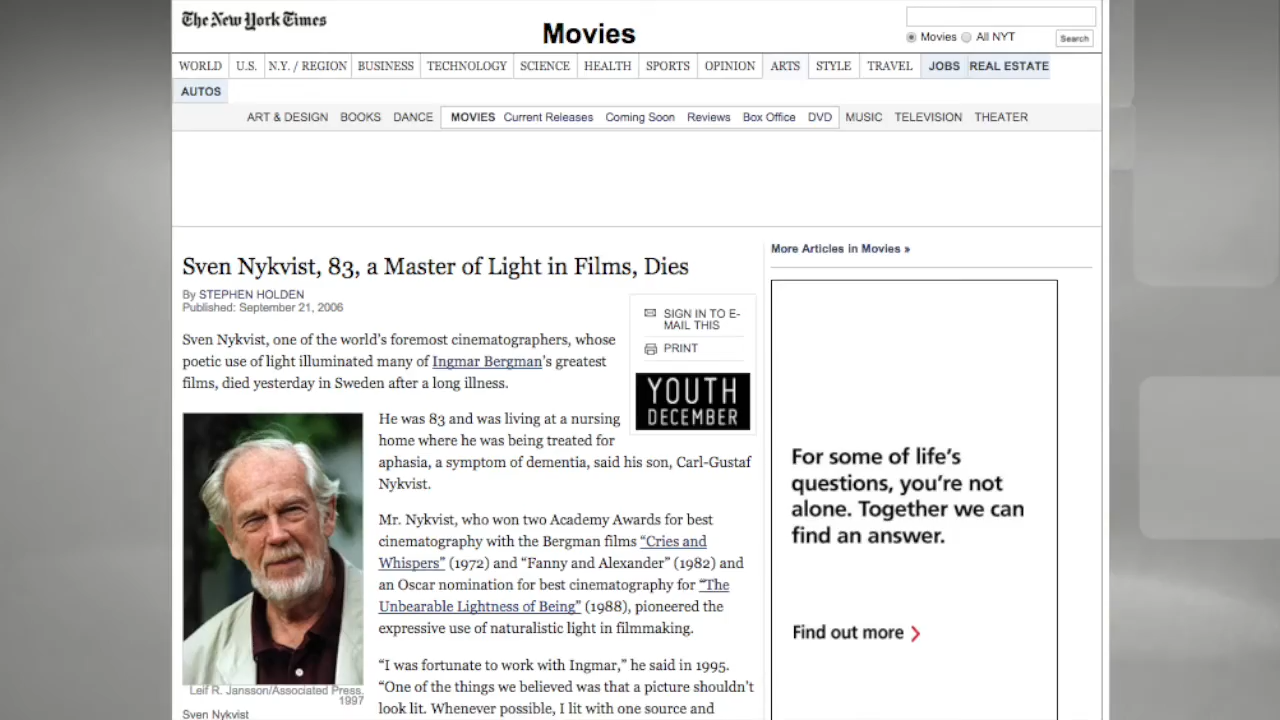 The New York Times
Movies
Movies All NYT
Search
WORLD U.S. N.Y. / REGION BUSINESS TECHNOLOGY SCIENCE HEALTH SPORTS OPINION ARTS STYLE TRAVEL JOBS REAL ESTATE
AUTOS
ART & DESIGN BOOKS DANCE MOVIES Current Releases Coming Soon Reviews Box Office DVD MUSIC TELEVISION THEATER
Sven Nykvist, 83, a Master of Light in Films, Dies
By STEPHEN HOLDEN
Published: September 21, 2006
Sven Nykvist, one of the world’s foremost cinematographers, whose
poetic use of light illuminated many of Ingmar Bergman’s greatest
films, died yesterday in Sweden after a long illness.
SIGN IN TO E-
MAIL THIS
PRINT
YOUTH
DECEMBER
He was 83 and was living at a nursing
home where he was being treated for
aphasia, a symptom of dementia, said his son, Carl-Gustaf
Nykvist.
Mr. Nykvist, who won two Academy Awards for best
cinematography with the Bergman films “Cries and
Whispers” (1972) and “Fanny and Alexander” (1982) and
an Oscar nomination for best cinematography for “The
Unbearable Lightness of Being” (1988), pioneered the
expressive use of naturalistic light in filmmaking.
“I was fortunate to work with Ingmar,” he said in 1995.
“One of the things we believed was that a picture shouldn’t
look lit. Whenever possible, I lit with one source and
Leif R. Jansson/Associated Press,
1997
Sven Nykvist
More Articles in Movies »
For some of life’s
questions, you’re not
alone. Together we can
find an answer.
Find out more